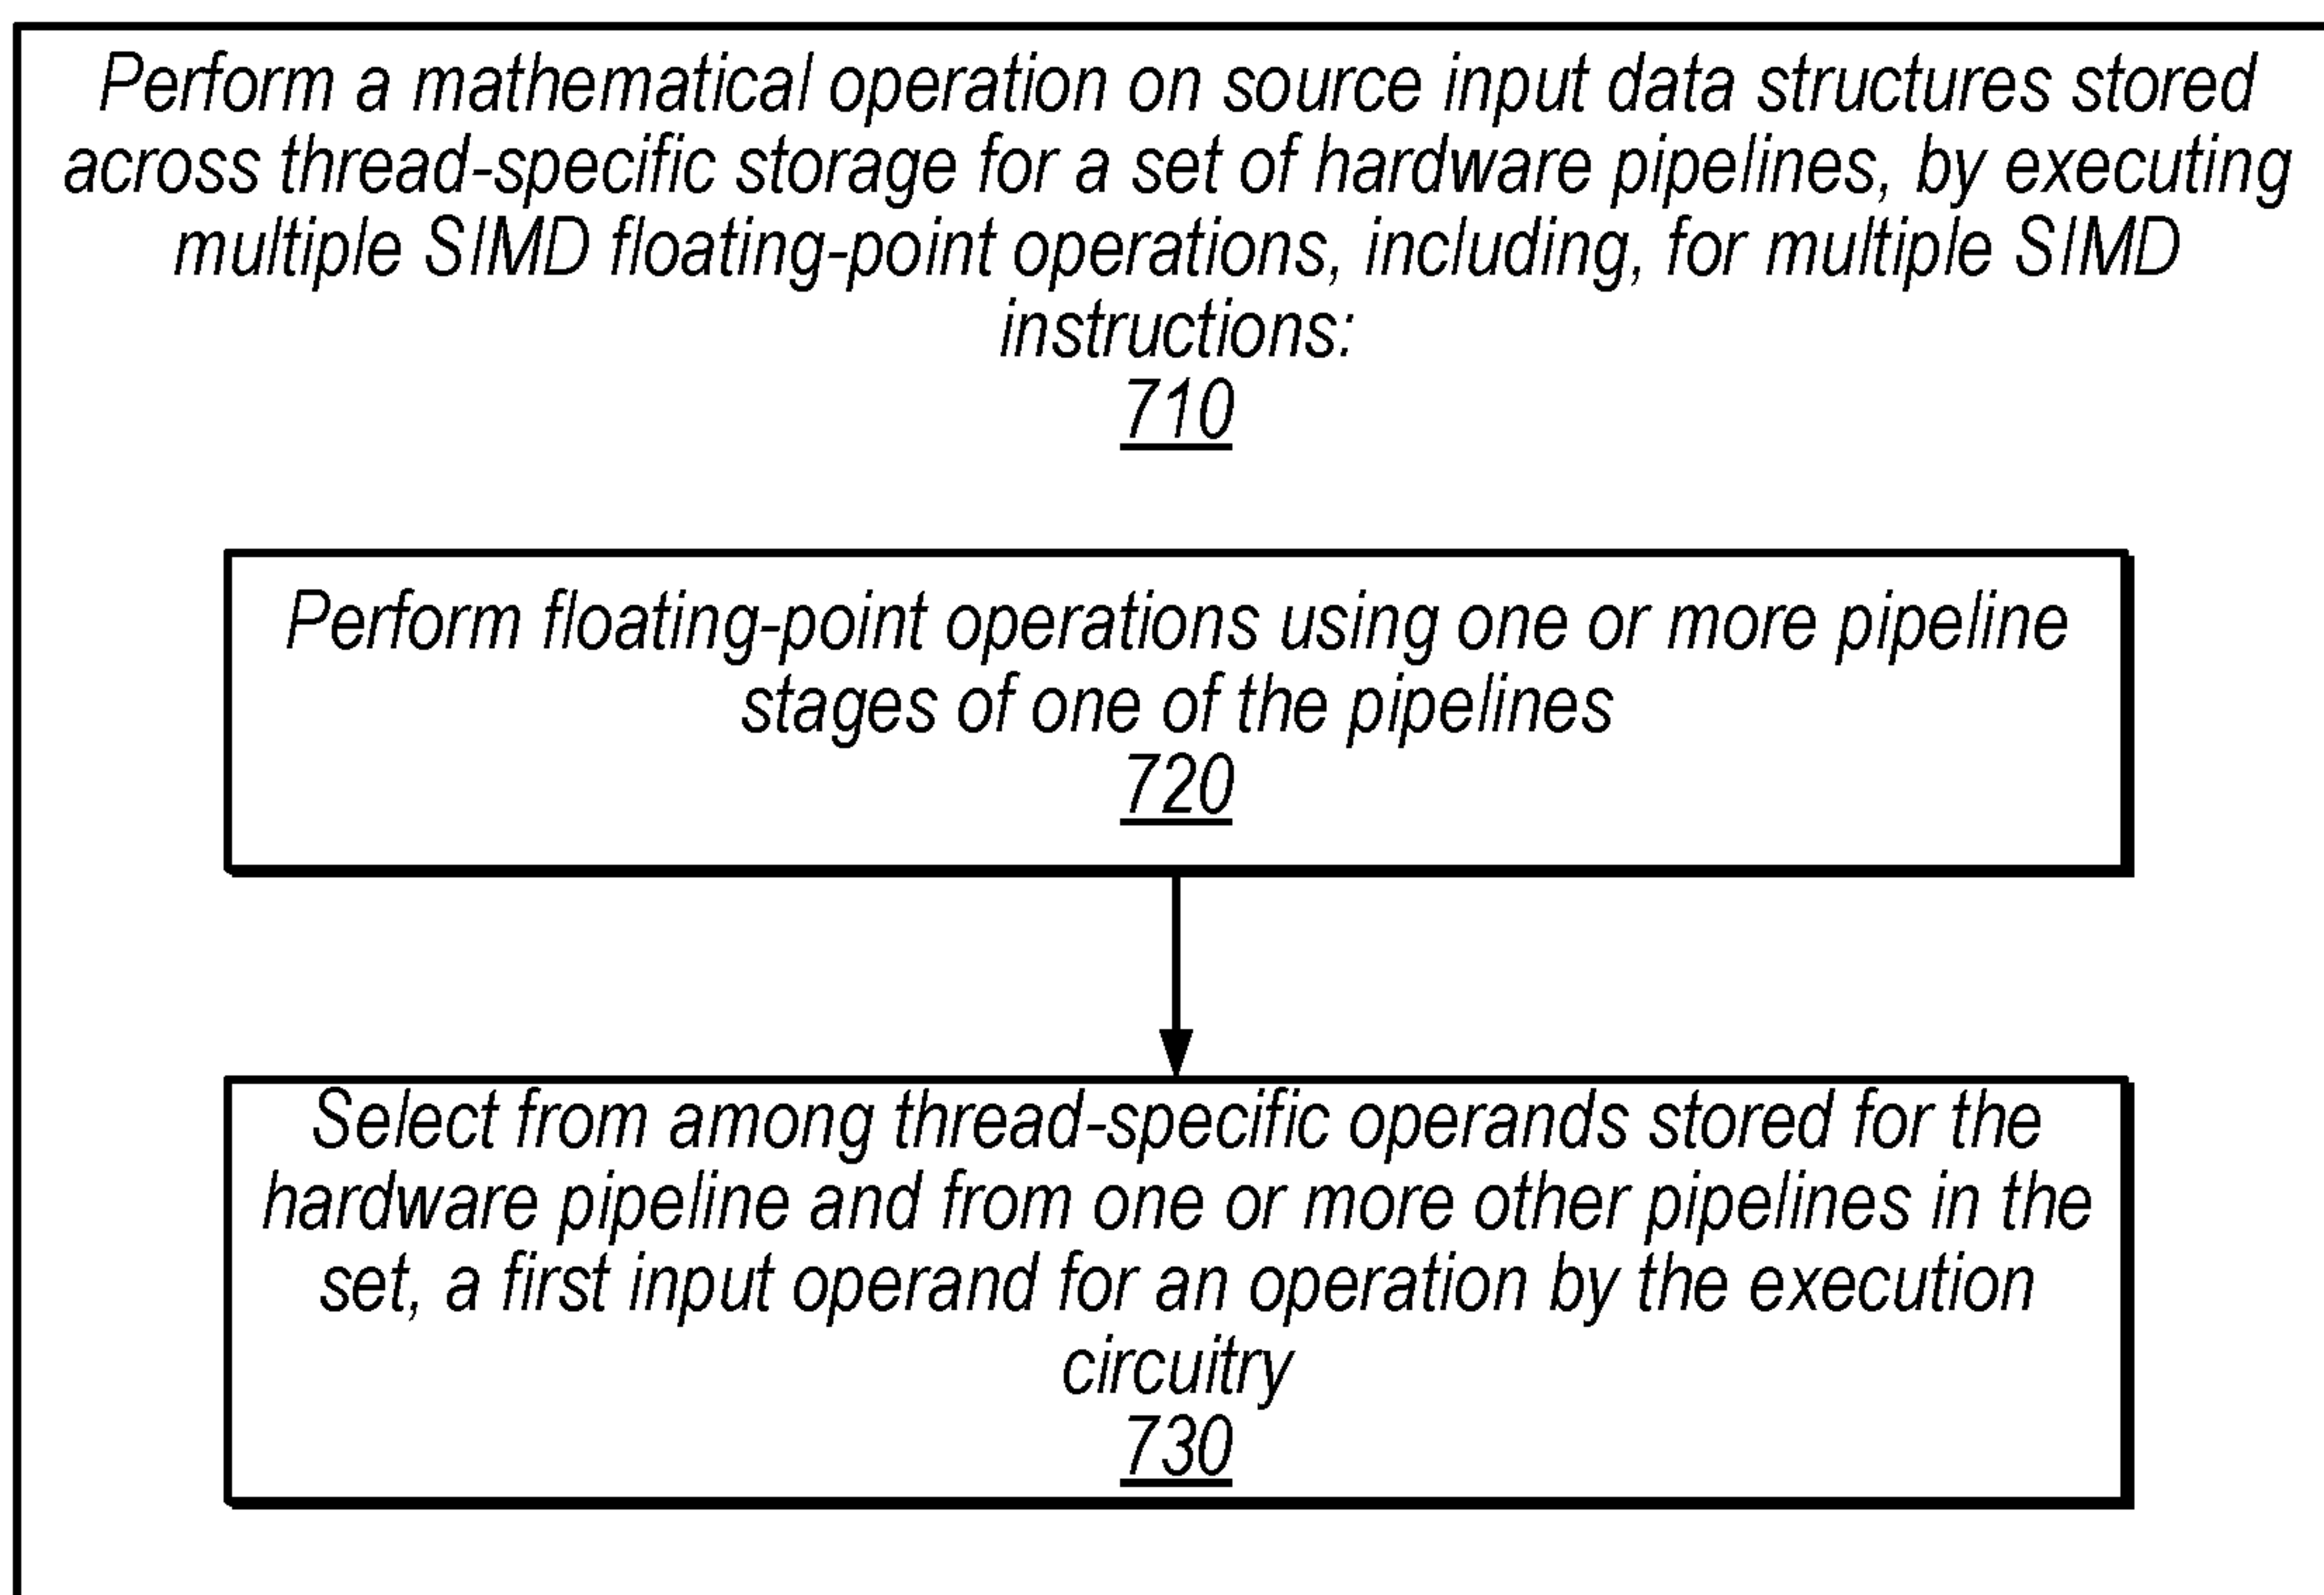 Perform a mathematical operation on source input data structures stored
across thread-specific storage for a set of hardware pipelines, by executing
multiple SIMD floating-point operations, including, for multiple SIMD
instructions:
710
Perform floating-point operations using one or more pipeline
stages of one of the pipelines
720
Select from among thread-specific operands stored for the
hardware pipeline and from one or more other pipelines in the
set, a first input operand for an operation by the execution
circuitry
730